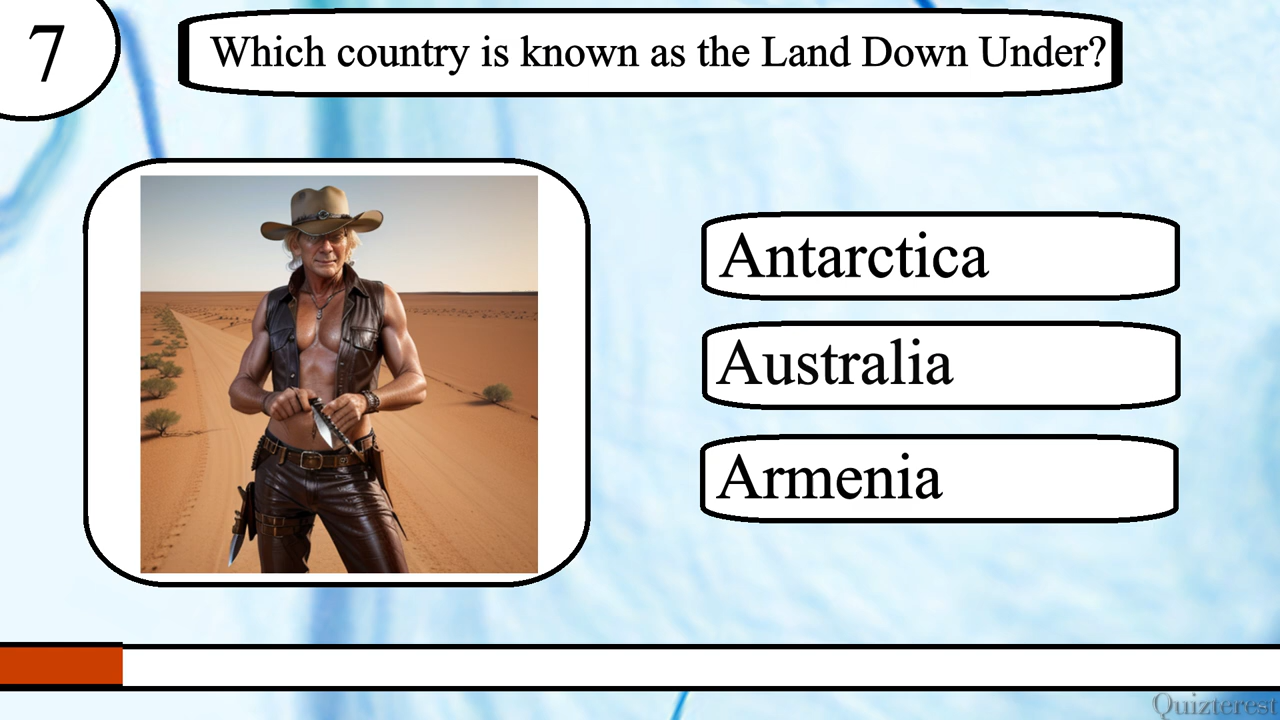 7
Which country is known as the Land Down Under?
Antarctica
Australia
Armenia
Quizterest